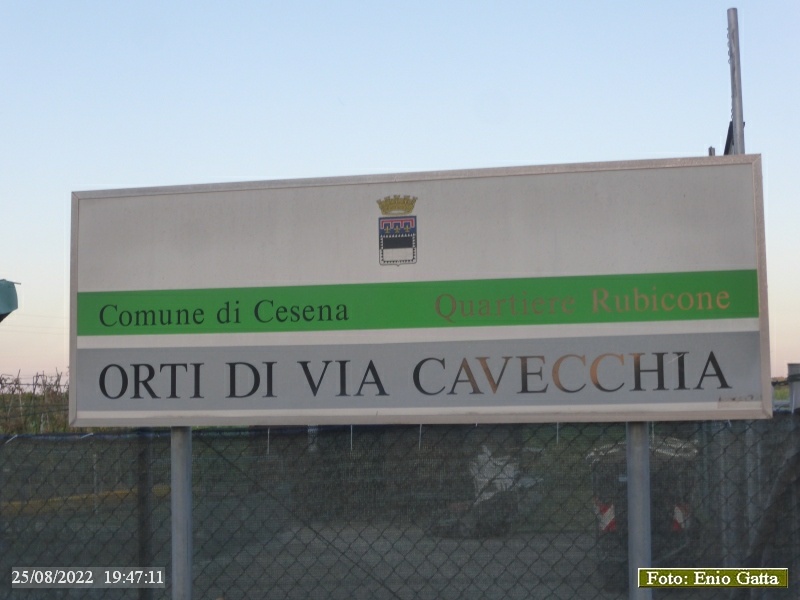 Comune di Cesena Quartiere Rubicone
ORTI DI VIA CAVECCHIA
25/08/2022 19:47:11
Foto: Enio Gatta